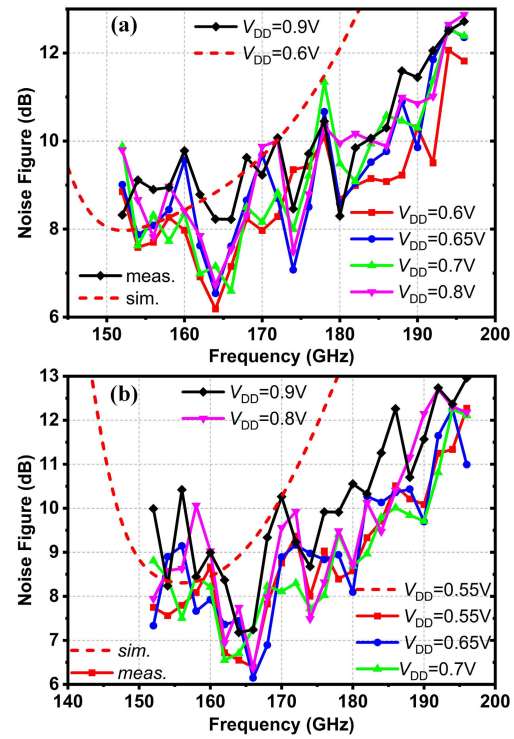 (a)
V_DD=0.9V
V_DD=0.6V
12
10
8
6
Noise Figure (dB)
meas.
sim.
V_DD=0.6V
V_DD=0.65V
V_DD=0.7V
V_DD=0.8V
150 160 170 180 190 200
Frequency (GHz)
(b)
V_DD=0.9V
V_DD=0.8V
13
12
11
10
9
8
7
6
Noise Figure (dB)
sim.
meas.
V_DD=0.55V
V_DD=0.55V
V_DD=0.65V
V_DD=0.7V
140 150 160 170 180 190 200
Frequency (GHz)